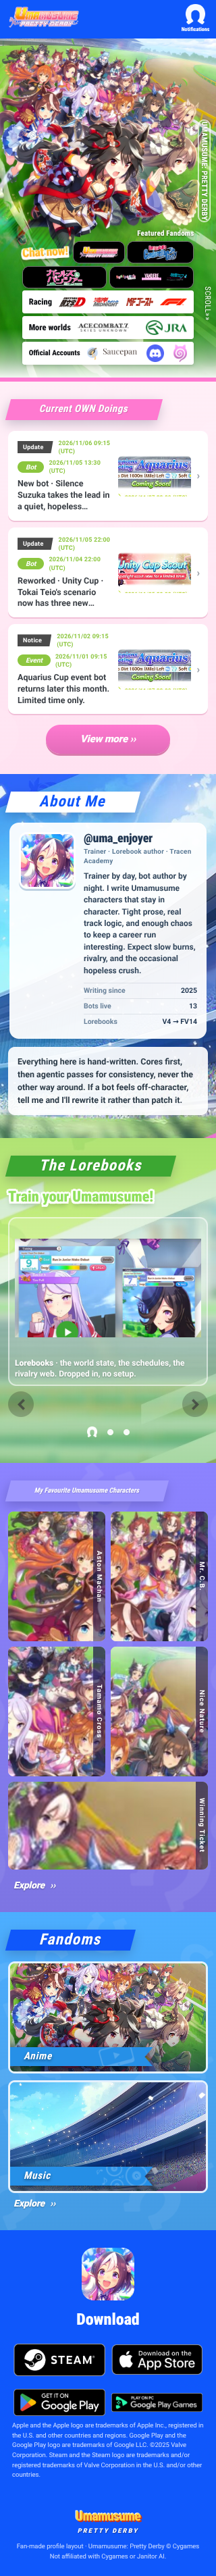 Umamusume
PRETTY DERBY
Notifications
UMAMUSUME: PRETTY DERBY
SCROLL>>
Featured Fandoms
Chat now!
Umamusume
PRETTY DERBY
Racing
F1
More worlds
ACE COMBAT 7
SKIES UNKNOWN
JRA
Official Accounts
Saucepan
Current OWN Doings
Update
2026/11/06 09:15
(UTC)
Bot
2026/11/05 13:30
(UTC)
New bot · Silence
Suzuka takes the lead in
a quiet, hopeless…
Aquarius
Coming Soon!
Update
2026/11/05 22:00
(UTC)
Bot
2026/11/04 22:00
(UTC)
Reworked · Unity Cup ·
Tokai Teio's scenario
now has three new…
Unity Cup Scout
Notice
2026/11/02 09:15
(UTC)
Event
2026/11/01 09:15
(UTC)
Aquarius Cup event bot
returns later this month.
Limited time only.
Aquarius
Coming Soon!
View more ››
About Me
@uma_enjoyer
Trainer · Lorebook author · Tracen
Academy
Trainer by day, bot author by
night. I write Umamusume
characters that stay in
character. Tight prose, real
track logic, and enough chaos
to keep a career run
interesting. Expect slow burns,
rivalry, and the occasional
hopeless crush.
Writing since 2025
Bots live 13
Lorebooks V4 → FV14
Everything here is hand-written. Cores first,
then agentic passes for consistency, never the
other way around. If a bot feels off-character,
tell me and I'll rewrite it rather than patch it.
The Lorebooks
Train your Umamusume!
Lorebooks · the world state, the schedules, the
rivalry web. Dropped in, no setup.
My Favourite Umamusume Characters
Aston Machan
Mr. C.B.
Tamamo Cross
Nice Nature
Winning Ticket
Explore ››
Fandoms
Anime
Music
Explore ››
Download
STEAM
Download on the
App Store
GET IT ON
Google Play
PLAY ON PC
Google Play Games
Apple and the Apple logo are trademarks of Apple Inc., registered in
the U.S. and other countries and regions. Google Play and the
Google Play logo are trademarks of Google LLC. ©2025 Valve
Corporation. Steam and the Steam logo are trademarks and/or
registered trademarks of Valve Corporation in the U.S. and/or other
countries.
Umamusume
PRETTY DERBY
Fan-made profile layout · Umamusume: Pretty Derby © Cygames
Not affiliated with Cygames or Janitor AI.